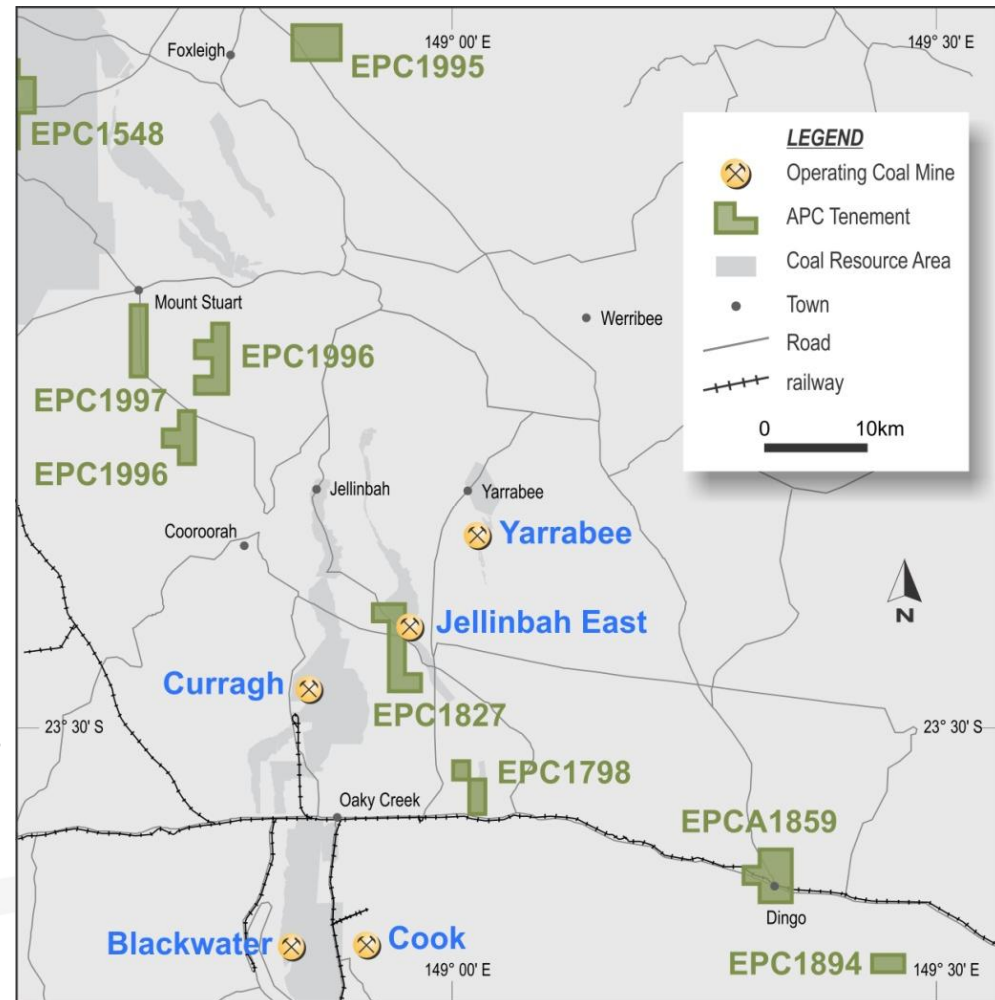 149° 00' E
149° 30' E
Foxleigh
EPC1995
EPC1548
LEGEND
Operating Coal Mine
APC Tenement
Coal Resource Area
Town
Road
railway
0 10km
Mount Stuart
Werribee
EPC1996
EPC1997
EPC1996
Jellinbah
Yarrabee
Cooroorah
Yarrabee
N
Jellinbah East
Curragh
EPC1827
23° 30' S
23° 30' S
EPC1798
Oaky Creek
EPCA1859
Dingo
Blackwater
Cook
EPC1894
149° 00' E
149° 30' E